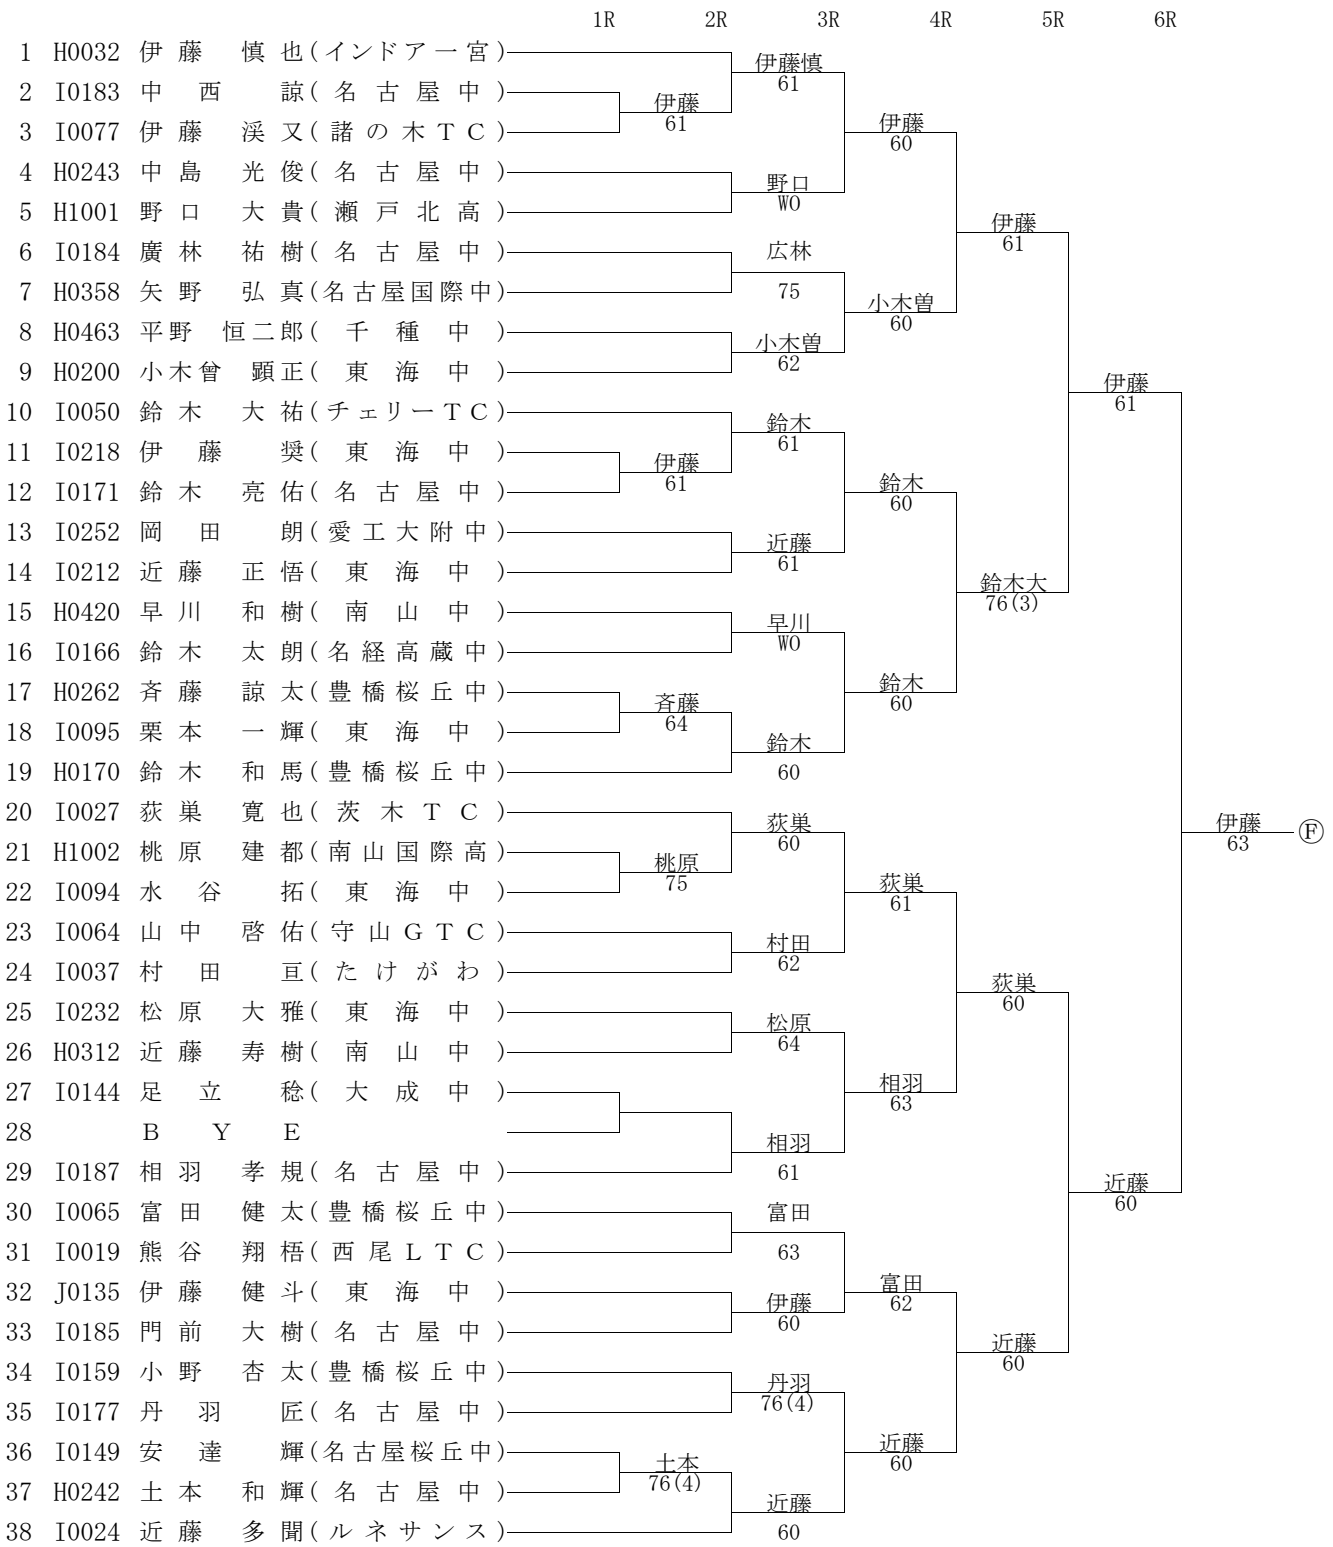 1R 2R 3R 4R 5R 6R
1 H0032 伊藤 慎也(インドアー宮)
2 I0183 中西 諒(名古屋中)
3 I0077 伊藤 渓又(諸の木TC)
4 H0243 中島 光俊(名古屋中)
5 H1001 野口 大貴(瀬戸北高)
6 I0184 廣林 祐樹(名古屋中)
7 H0358 矢野 弘真(名古屋国際中)
8 H0463 平野 恒二郎(千種中)
9 H0200 小木曾 顕正(東海中)
10 I0050 鈴木 大祐(チェリーTC)
11 I0218 伊藤 奨(東海中)
12 I0171 鈴木 亮佑(名古屋中)
13 I0252 岡田 朗(愛工大附中)
14 I0212 近藤 正悟(東海中)
15 H0420 早川 和樹(南山中)
16 I0166 鈴木 太朗(名経高蔵中)
17 H0262 斉藤 諒太(豊橋桜丘中)
18 I0095 栗本 一輝(東海中)
19 H0170 鈴木 和馬(豊橋桜丘中)
20 I0027 荻巣 寛也(茨木TC)
21 H1002 桃原 建都(南山国際高)
22 I0094 水谷 拓(東海中)
23 I0064 山中 啓佑(守山GTC)
24 I0037 村田 亘(たけがわ)
25 I0232 松原 大雅(東海中)
26 H0312 近藤 寿樹(南山中)
27 I0144 足立 稔(大成中)
28 BYE
29 I0187 相羽 孝規(名古屋中)
30 I0065 富田 健太(豊橋桜丘中)
31 I0019 熊谷 翔梧(西尾LTC)
32 J0135 伊藤 健斗(東海中)
33 I0185 門前 大樹(名古屋中)
34 I0159 小野 杏太(豊橋桜丘中)
35 I0177 丹羽 匠(名古屋中)
36 I0149 安達 輝(名古屋桜丘中)
37 H0242 土本 和輝(名古屋中)
38 I0024 近藤 多聞(ルネサンス)
伊藤
61
伊藤
61
斉藤
64
桃原
75
土本
76(4)
伊藤慎
61
野口
WO
広林
75
小木曽
62
鈴木
61
近藤
61
早川
WO
鈴木
60
荻巣
60
村田
62
松原
64
相羽
61
富田
63
伊藤
60
丹羽
76(4)
近藤
60
伊藤
60
小木曽
60
鈴木
60
鈴木
60
荻巣
61
相羽
63
富田
62
近藤
60
伊藤
61
鈴木大
76(3)
荻巣
60
近藤
60
伊藤
61
近藤
60
伊藤
63
Ⓕ